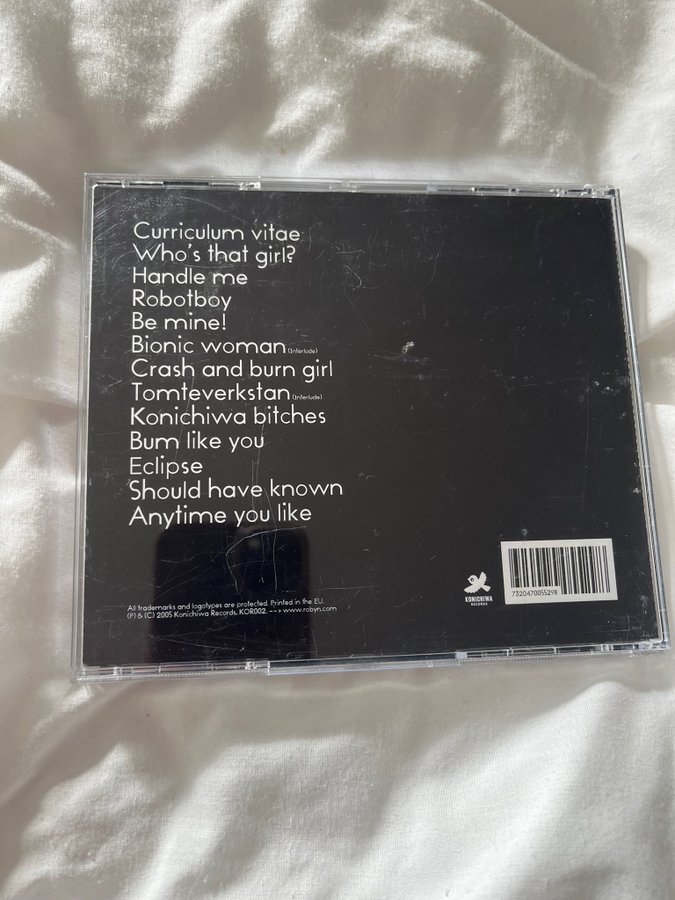 Curriculum vitae
Who's that girl?
Handle me
Robotboy
Be mine!
Bionic woman (Interlude)
Crash and burn girl
Tomteverkstan (Interlude)
Konichiwa bitches
Bum like you
Eclipse
Should have known
Anytime you like
All trademarks and logotypes are protected. Printed in the EU.
(P) & (C) 2005 Konichiwa Records. KOR002. --> www.robyn.com
KONICHIWA
RECORDS
7320470055298